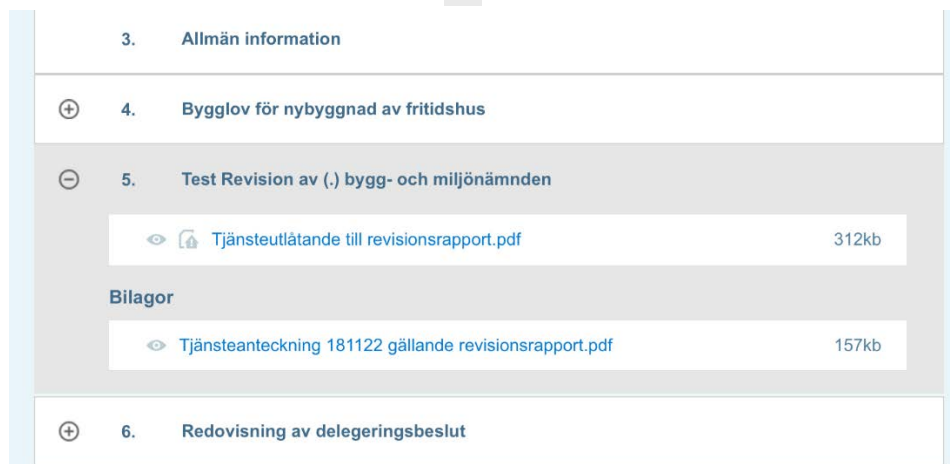 3. Allmän information
4. Bygglov för nybyggnad av fritidshus
5. Test Revision av (.) bygg- och miljönämnden
Tjänsteutlåtande till revisionsrapport.pdf 312kb
Bilagor
Tjänsteanteckning 181122 gällande revisionsrapport.pdf 157kb
6. Redovisning av delegeringsbeslut